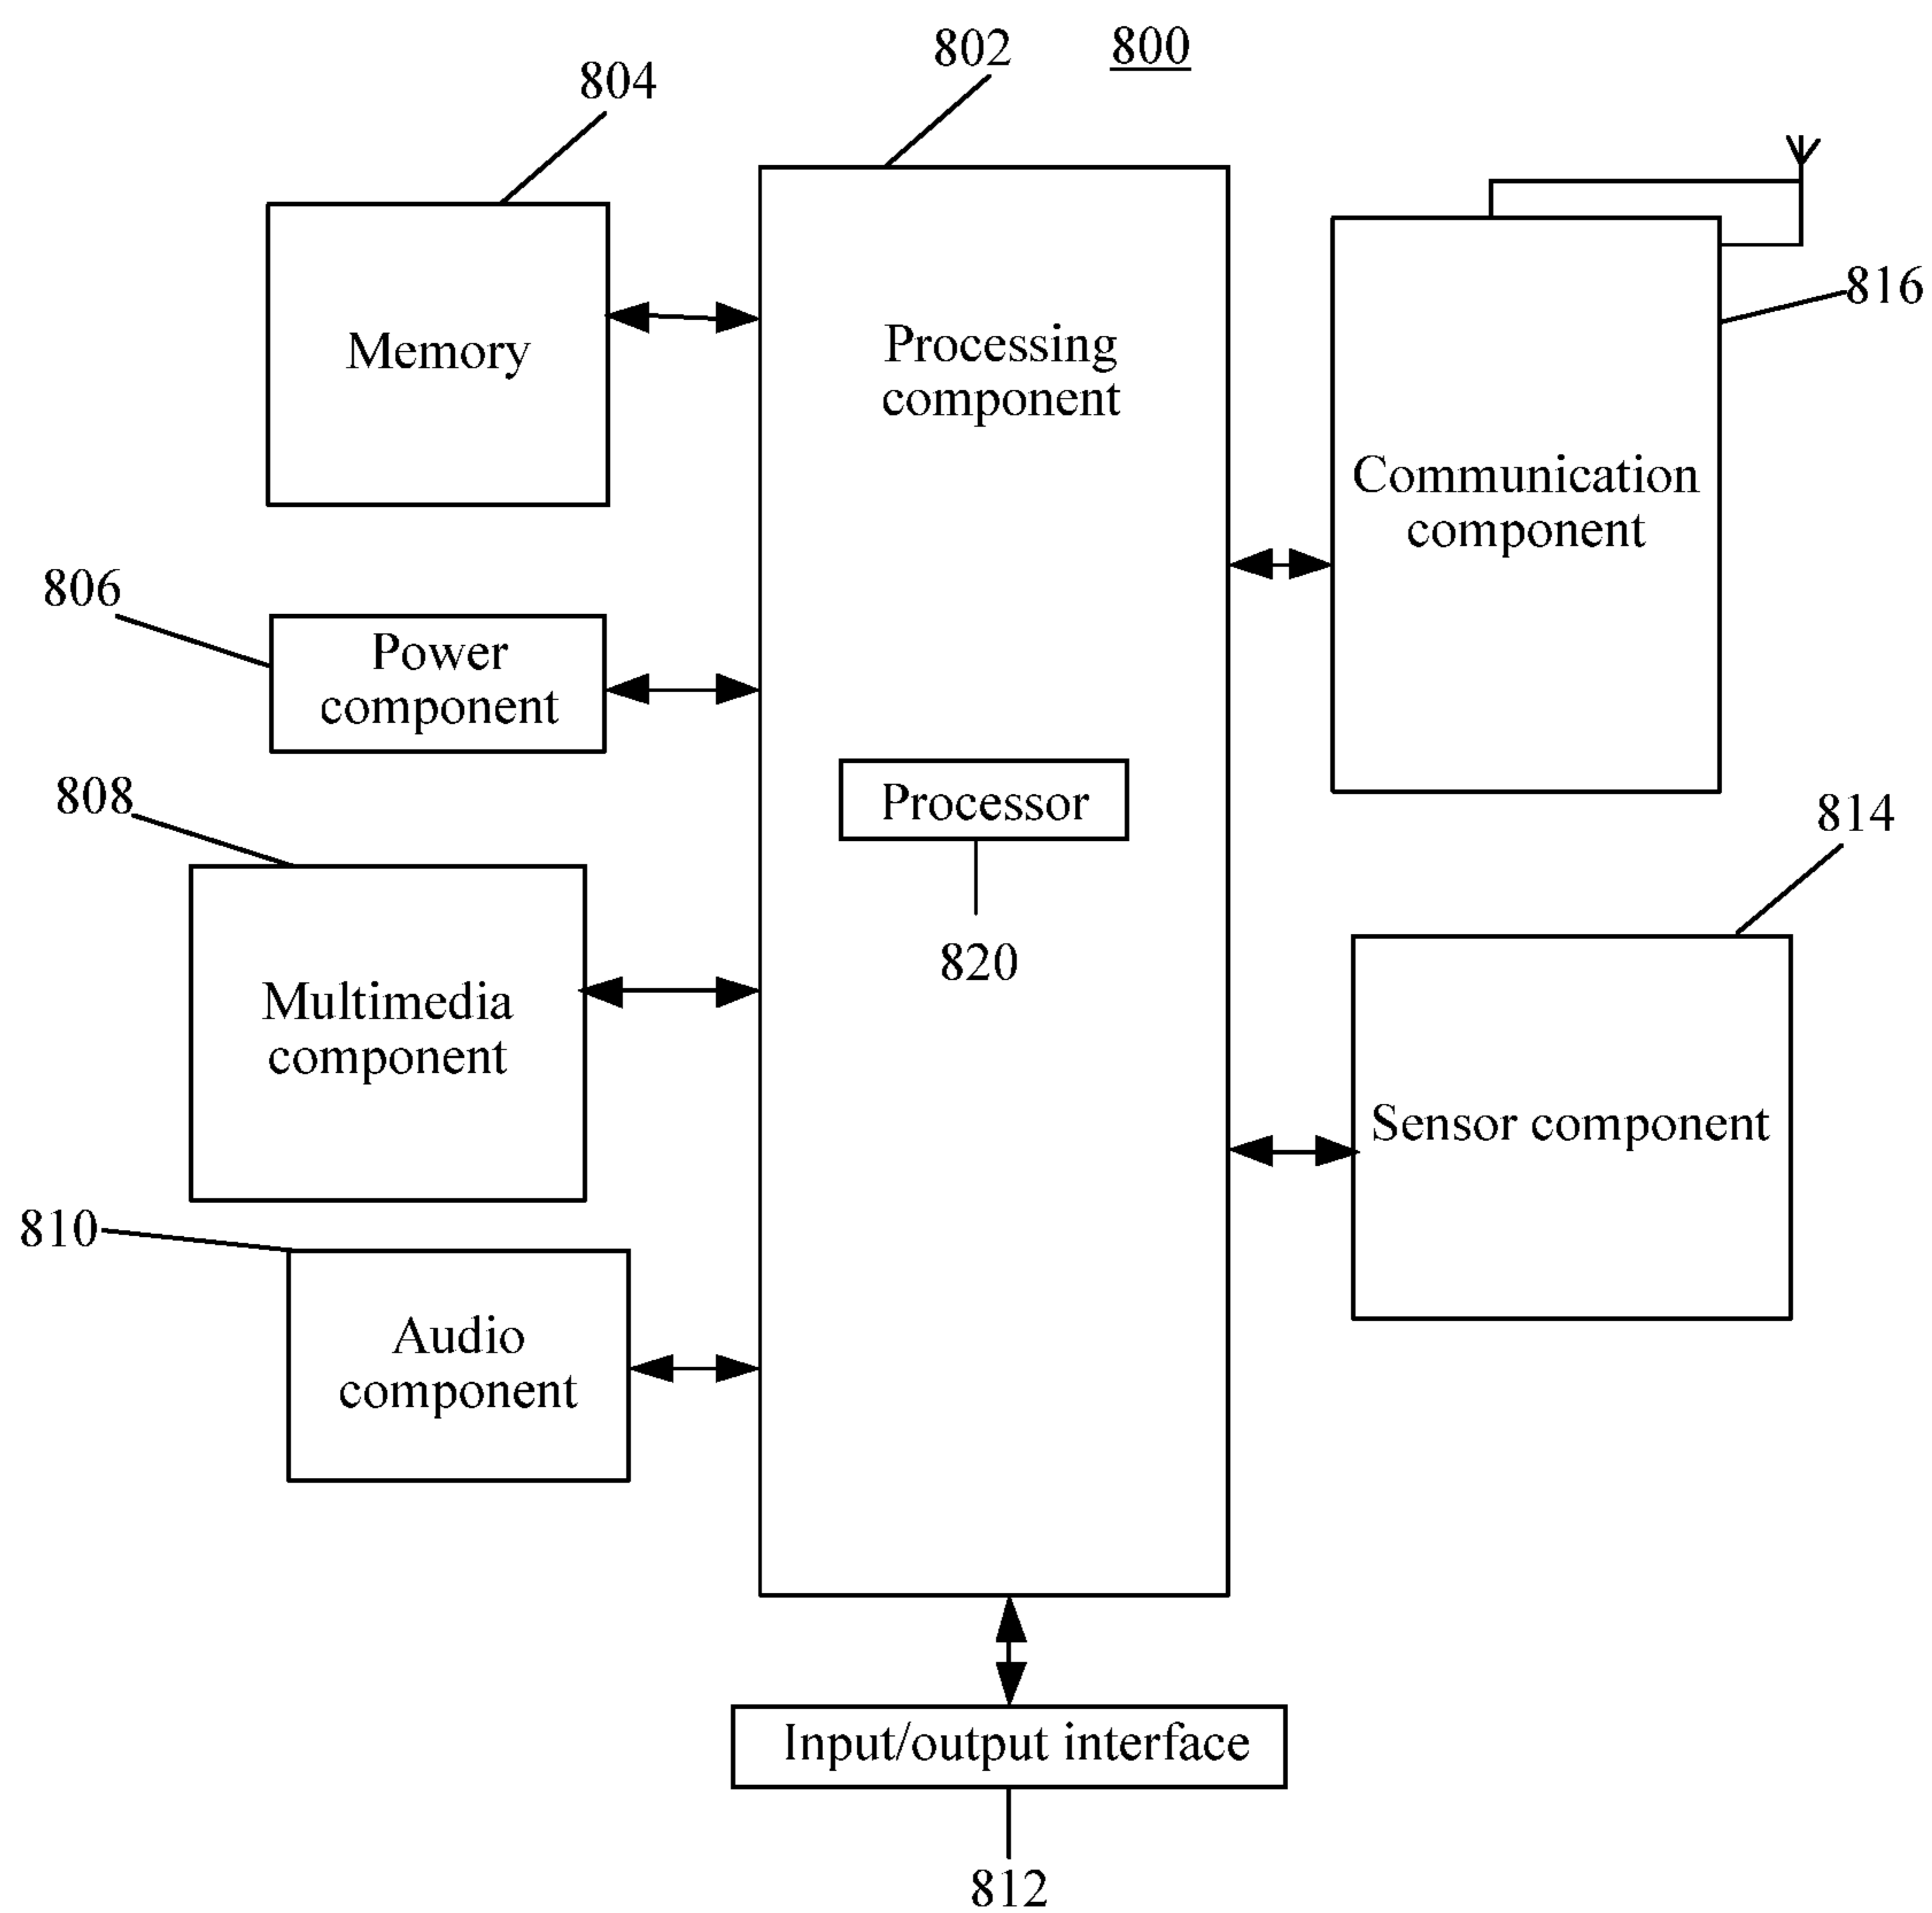 802
800
804
816
Memory
Processing
component
Communication
component
806
Power
component
808
Processor
814
820
Multimedia
component
Sensor component
810
Audio
component
Input/output interface
812